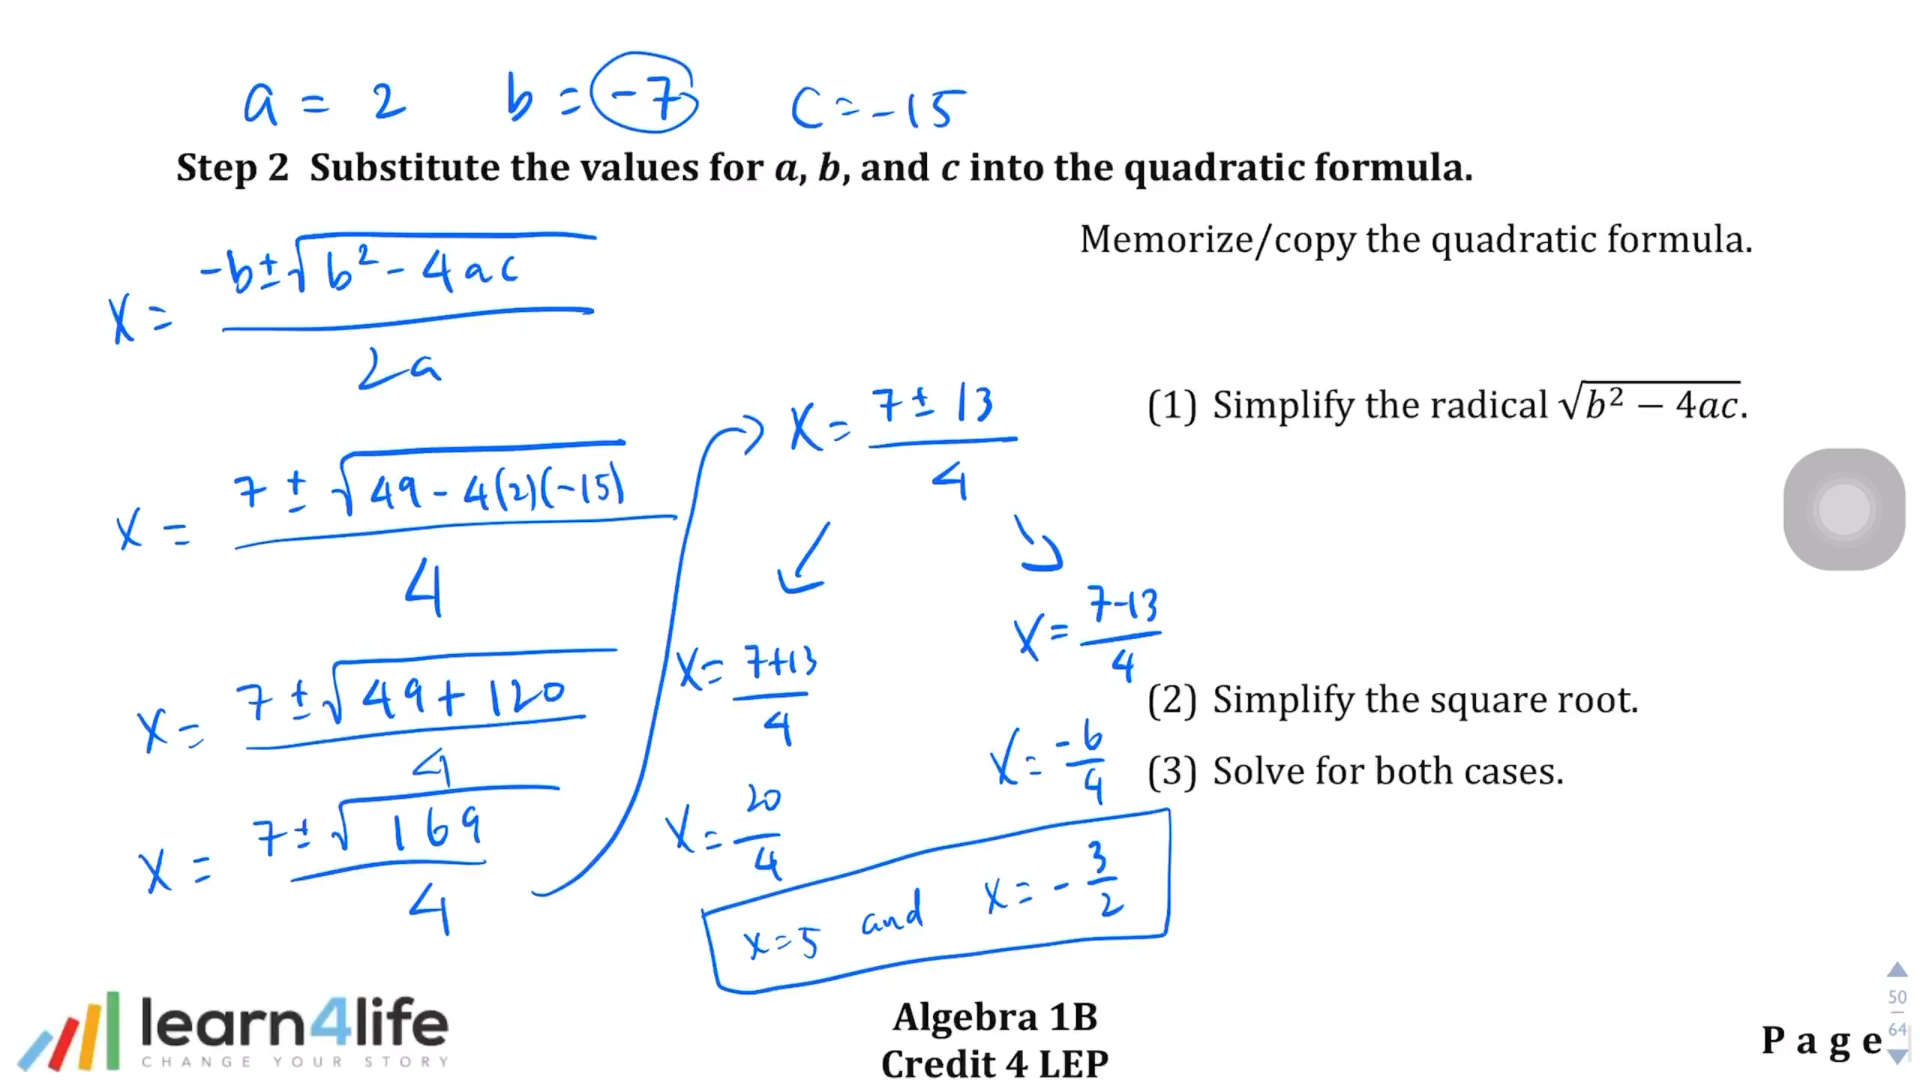 a = 2 b = -7 C = -15
Step 2 Substitute the values for a, b, and c into the quadratic formula.
Memorize/copy the quadratic formula.
x = (-b ± √(b² - 4ac)) / 2a
(1) Simplify the radical √(b² − 4ac).
x = (7 ± √(49 - 4(2)(-15))) / 4
x = (7 ± √(49 + 120)) / 4
x = (7 ± √169) / 4
x = (7 ± 13) / 4
x = (7+13) / 4
x = 20/4
x = (7-13) / 4
x = -6/4
(2) Simplify the square root.
(3) Solve for both cases.
x = 5 and x = -3/2
learn4life
CHANGE YOUR STORY
Algebra 1B
Credit 4 LEP
Page
50
64